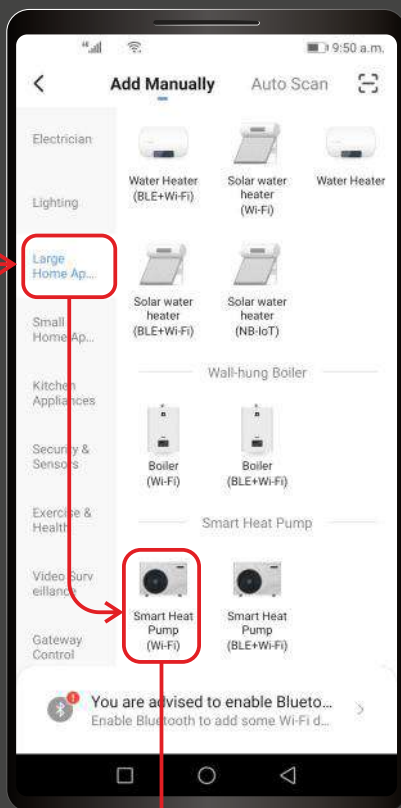 4G
9:50 a.m.
Add Manually
Auto Scan
Electrician
Lighting
Large
Home Ap...
Small
Home Ap...
Kitchen
Appliances
Security &
Sensors
Exercise &
Health
Video Surv
eillance
Gateway
Control
Water Heater
(BLE+Wi-Fi)
Solar water
heater
(Wi-Fi)
Water Heater
Solar water
heater
(BLE+Wi-Fi)
Solar water
heater
(NB-IoT)
Wall-hung Boiler
Boiler
(Wi-Fi)
Boiler
(BLE+Wi-Fi)
Smart Heat Pump
Smart Heat
Pump
(Wi-Fi)
Smart Heat
Pump
(BLE+Wi-Fi)
You are advised to enable Blueto...
Enable Bluetooth to add some Wi-Fi d...